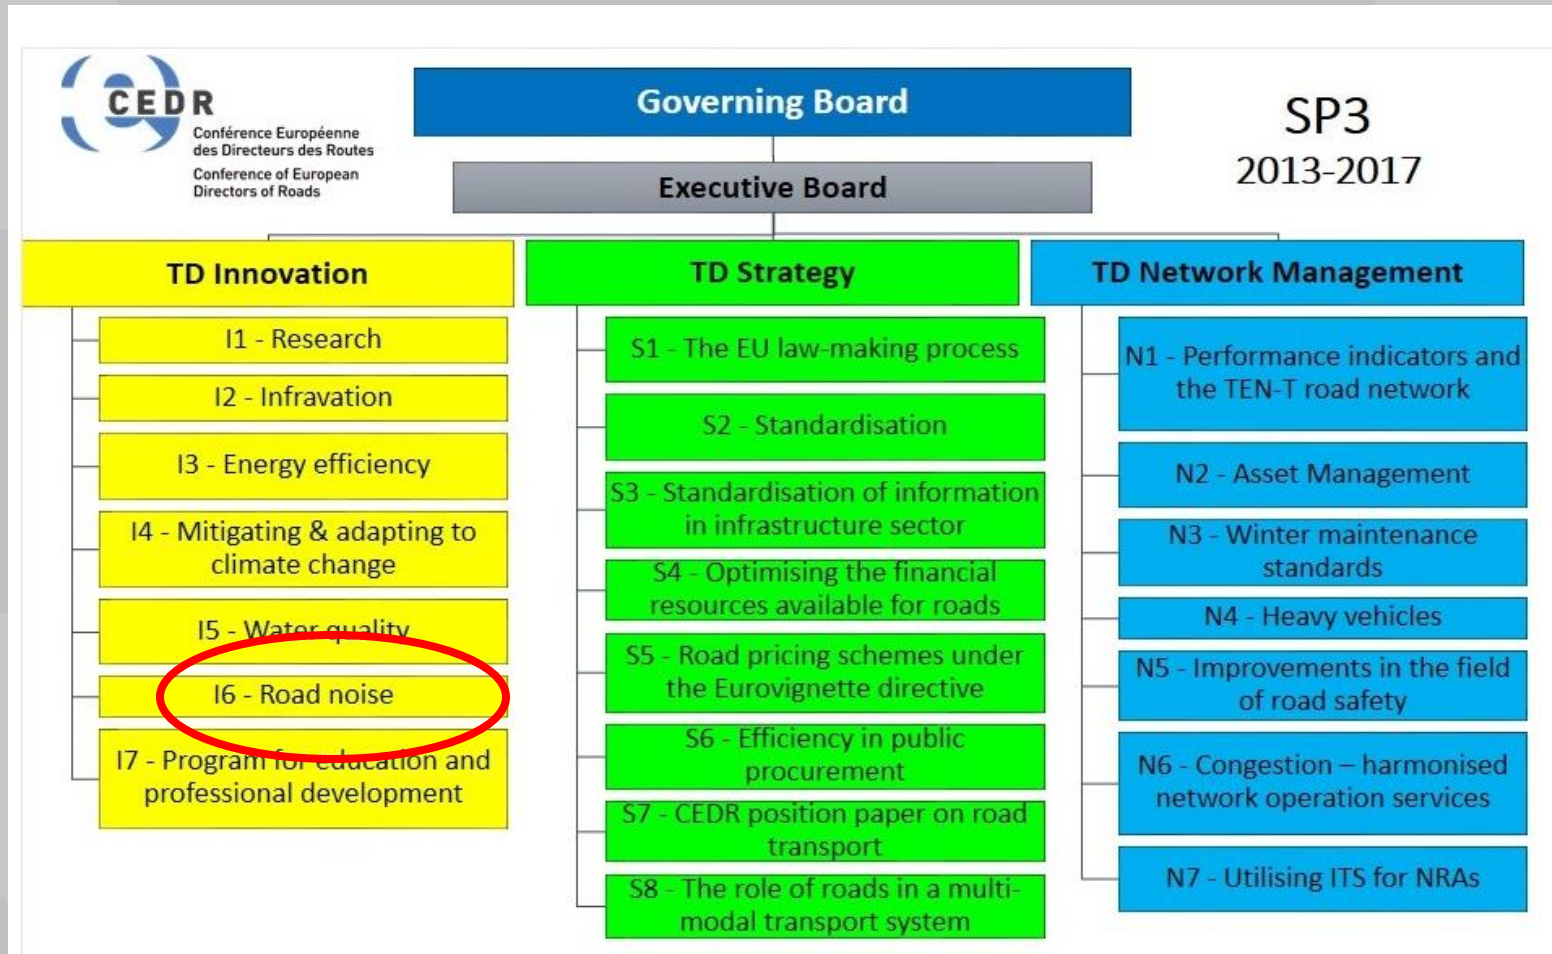 CEDR
Conférence Européenne
des Directeurs des Routes
Conference of European
Directors of Roads
Governing Board
SP3
2013-2017
Executive Board
TD Innovation
I1 - Research
I2 - Infravation
I3 - Energy efficiency
I4 - Mitigating & adapting to
climate change
I5 - Water quality
I6 - Road noise
I7 - Program for education and
professional development
TD Strategy
S1 - The EU law-making process
S2 - Standardisation
S3 - Standardisation of information
in infrastructure sector
S4 - Optimising the financial
resources available for roads
S5 - Road pricing schemes under
the Eurovignette directive
S6 - Efficiency in public
procurement
S7 - CEDR position paper on road
transport
S8 - The role of roads in a multi-
modal transport system
TD Network Management
N1 - Performance indicators and
the TEN-T road network
N2 - Asset Management
N3 - Winter maintenance
standards
N4 - Heavy vehicles
N5 - Improvements in the field
of road safety
N6 - Congestion – harmonised
network operation services
N7 - Utilising ITS for NRAs